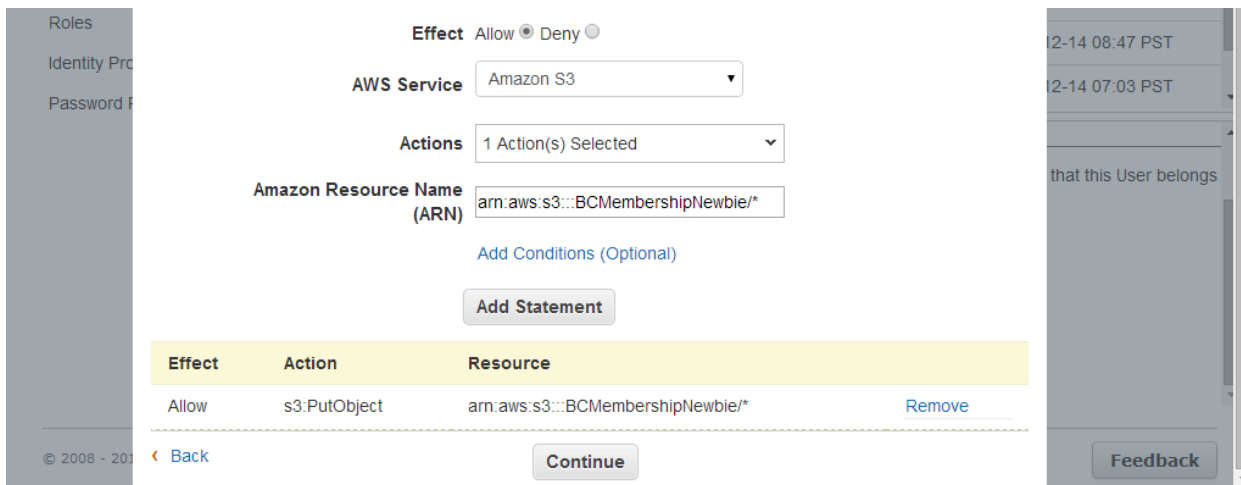 Roles
Identity Pro
Password P
Effect Allow Deny
AWS Service Amazon S3
Actions 1 Action(s) Selected
Amazon Resource Name
(ARN) arn:aws:s3:::BCMembershipNewbie/*
Add Conditions (Optional)
Add Statement
Effect Action Resource
Allow s3:PutObject arn:aws:s3:::BCMembershipNewbie/* Remove
Back
Continue
12-14 08:47 PST
12-14 07:03 PST
that this User belongs
© 2008 - 201
Feedback